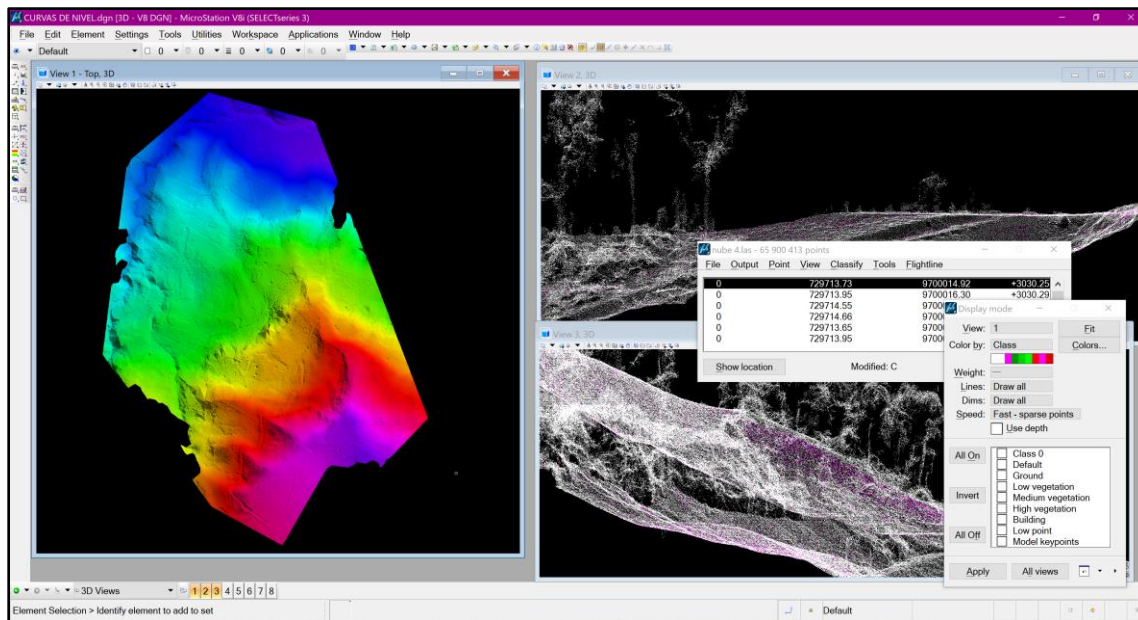 CURVAS DE NIVEL.dgn [3D - V8 DGN] - MicroStation V8i (SELECTseries 3)
File Edit Element Settings Tools Utilities Workspace Applications Window Help
Default 0 0 0 0 0
View 1 - Top, 3D
View 2, 3D
nube 4.las - 65 900 413 points
File Output Point View Classify Tools Flightline
0 729713.73 9700014.92 +3030.25
0 729713.95 9700016.30 +3030.29
0 729714.55
0 729714.66
0 729713.65
0 729713.95
Show location Modified: C
Display mode
View: 1 Fit
Color by: Class Colors...
Weight:
Lines: Draw all
Dims: Draw all
Speed: Fast - sparse points
Use depth
All On
Invert
All Off
Class 0
Default
Ground
Low vegetation
Medium vegetation
High vegetation
Building
Low point
Model keypoints
Apply All views
View 3, 3D
3D Views 1 2 3 4 5 6 7 8
Element Selection > Identify element to add to set
Default